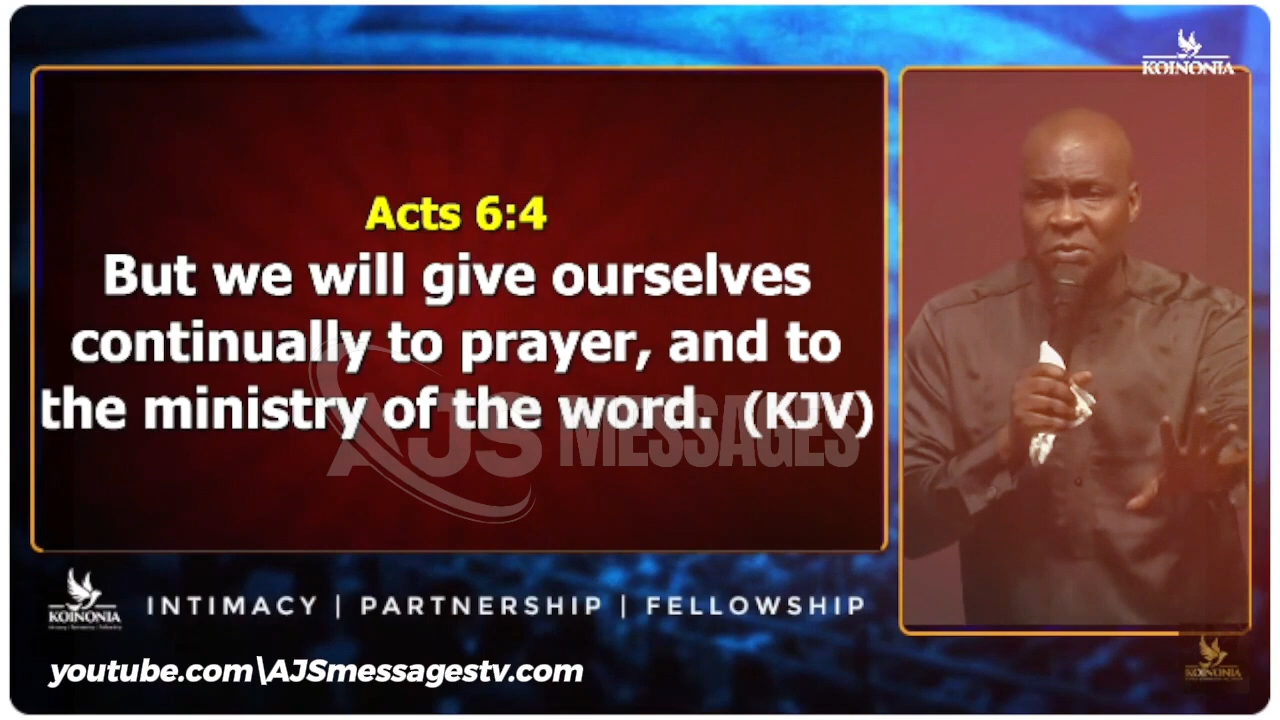 KOINONIA
Acts 6:4
But we will give ourselves
continually to prayer, and to
the ministry of the word. (KJV)
AJS MESSAGES
KOINONIA
INTIMACY | PARTNERSHIP | FELLOWSHIP
youtube.com\AJSmessagestv.com
KOINONIA